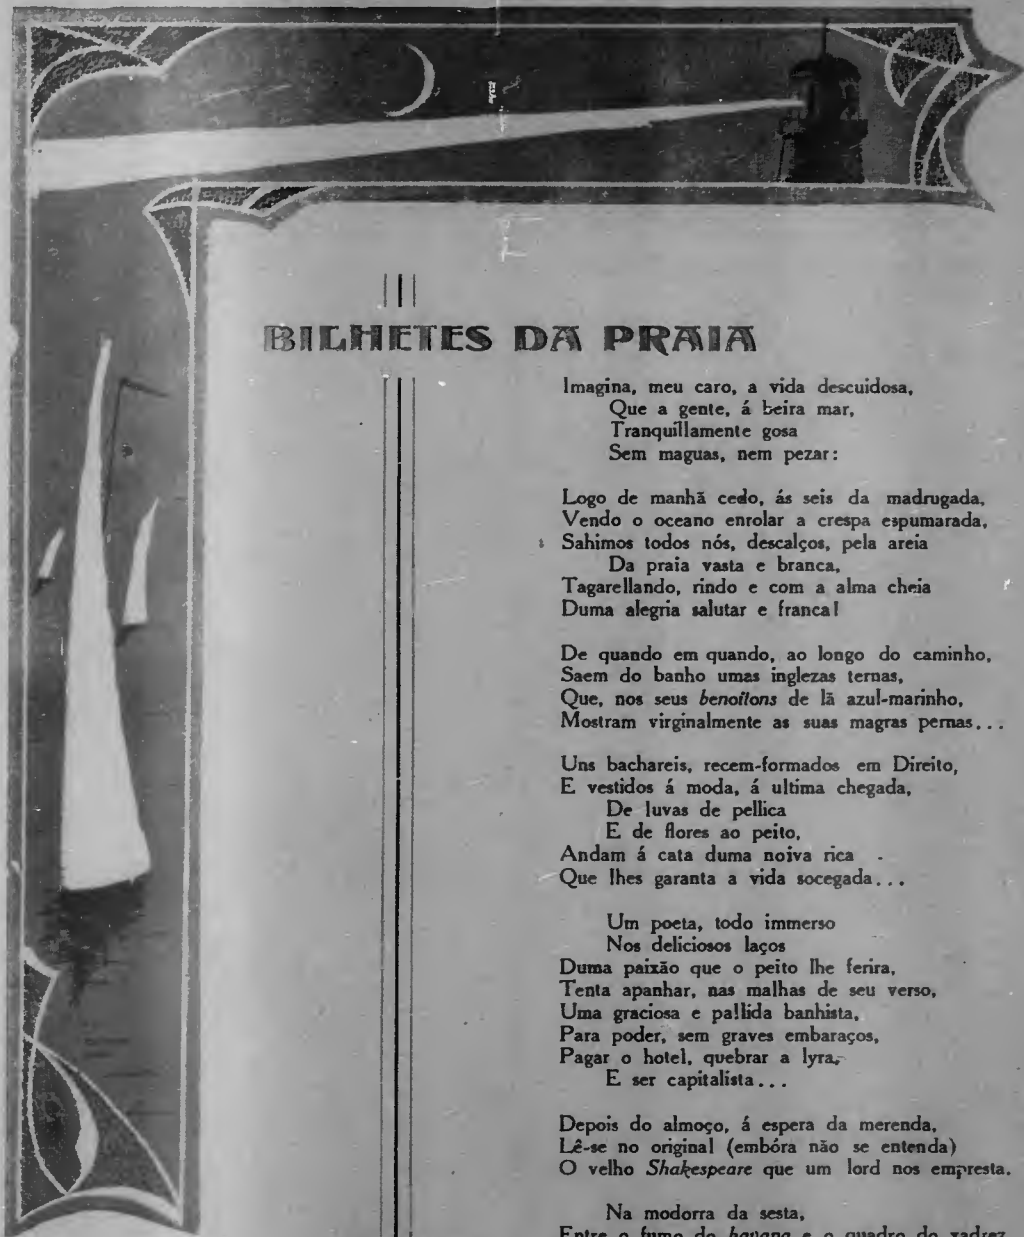 BILHETES DA PRAIA
Imagina, meu caro, a vida descuidosa,
Que a gente, á beira mar,
Tranquillamente gosa
Sem maguas, nem pezar:
Logo de manhã cedo, ás seis da madrugada,
Vendo o oceano enrolar a crespa espumarada,
Sahimos todos nós, descalços, pela areia
Da praia vasta e branca,
Tagarellando, rindo e com a alma cheia
Duma alegria salutar e franca!
De quando em quando, ao longo do caminho,
Saem do banho umas inglezas ternas,
Que, nos seus benoitons de lã azul-marinho,
Mostram virginalmente as suas magras pernas...
Uns bachareis, recem-formados em Direito,
E vestidos á moda, á ultima chegada,
De luvas de pellica
E de flores ao peito,
Andam á cata duma noiva rica
Que lhes garanta a vida socegada...
Um poeta, todo immerso
Nos deliciosos laços
Duma paixão que o peito lhe ferira,
Tenta apanhar, nas malhas de seu verso,
Uma graciosa e pallida banhista,
Para poder, sem graves embaraços,
Pagar o hotel, quebrar a lyra,
E ser capitalista...
Depois do almoço, á espera da merenda,
Lê-se no original (embóra não se entenda)
O velho Shakespeare que um lord nos empresta.
Na modorra da sesta,
Entre o fumo do havana e o quadro do xadrez